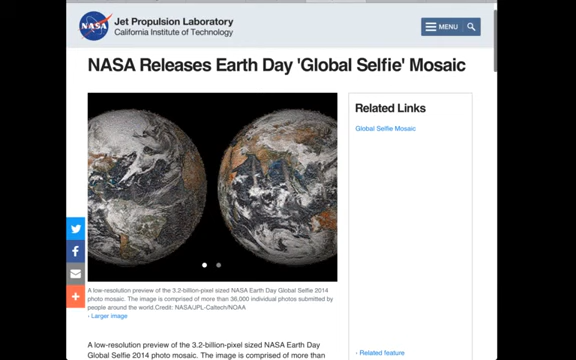 NASA
Jet Propulsion Laboratory
California Institute of Technology
MENU
NASA Releases Earth Day 'Global Selfie' Mosaic
Related Links
Global Selfie Mosaic
A low-resolution preview of the 3.2-billion-pixel sized NASA Earth Day Global Selfie 2014
photo mosaic. The image is comprised of more than 36,000 individual photos submitted by
people around the world.Credit: NASA/JPL-Caltech/NOAA
› Larger image
A low-resolution preview of the 3.2-billion-pixel sized NASA Earth Day
Global Selfie 2014 photo mosaic. The image is comprised of more than
› Related feature